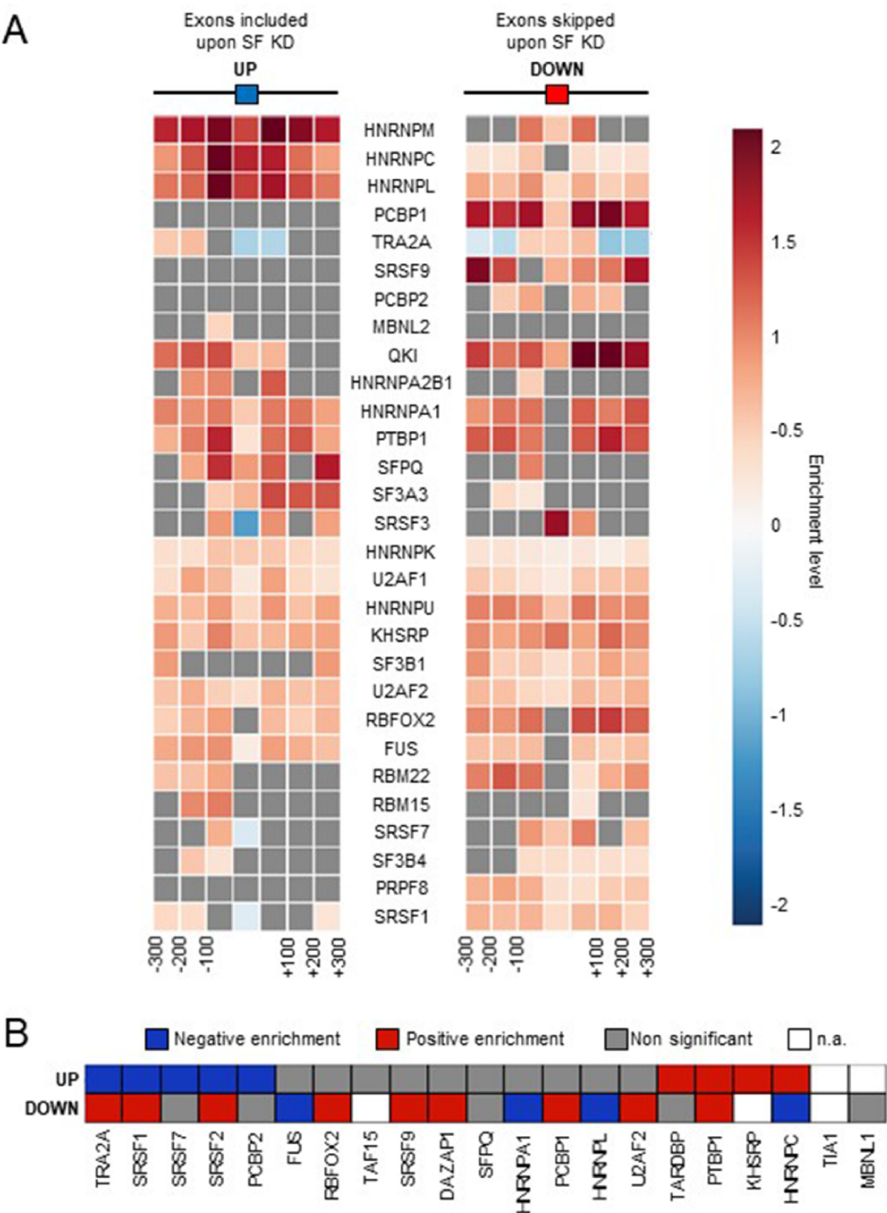 A
Exons included
upon SF KD
UP
Exons skipped
upon SF KD
DOWN
HNRNPM
HNRNPC
HNRNPL
PCBP1
TRA2A
SRSF9
PCBP2
MBNL2
QKI
HNRNPA2B1
HNRNPA1
PTBP1
SFPQ
SF3A3
SRSF3
HNRNPK
U2AF1
HNRNPU
KHSRP
SF3B1
U2AF2
RBFOX2
FUS
RBM22
RBM15
SRSF7
SF3B4
PRPF8
SRSF1
-300
-200
-100
+100
+200
+300
-300
-200
-100
+100
+200
+300
2
1.5
1
-0.5
0
-0.5
-1
-1.5
-2
Enrichment level
B
Negative enrichment
Positive enrichment
Non significant
n.a.
UP
DOWN
TRA2A
SRSF1
SRSF7
SRSF2
PCBP2
FUS
RBFOX2
TAF15
SRSF9
DAZAP1
SFPQ
HNRNPA1
PCBP1
HNRNPL
U2AF2
TARDBP
PTBP1
KHSRP
HNRNPC
TIA1
MBNL1